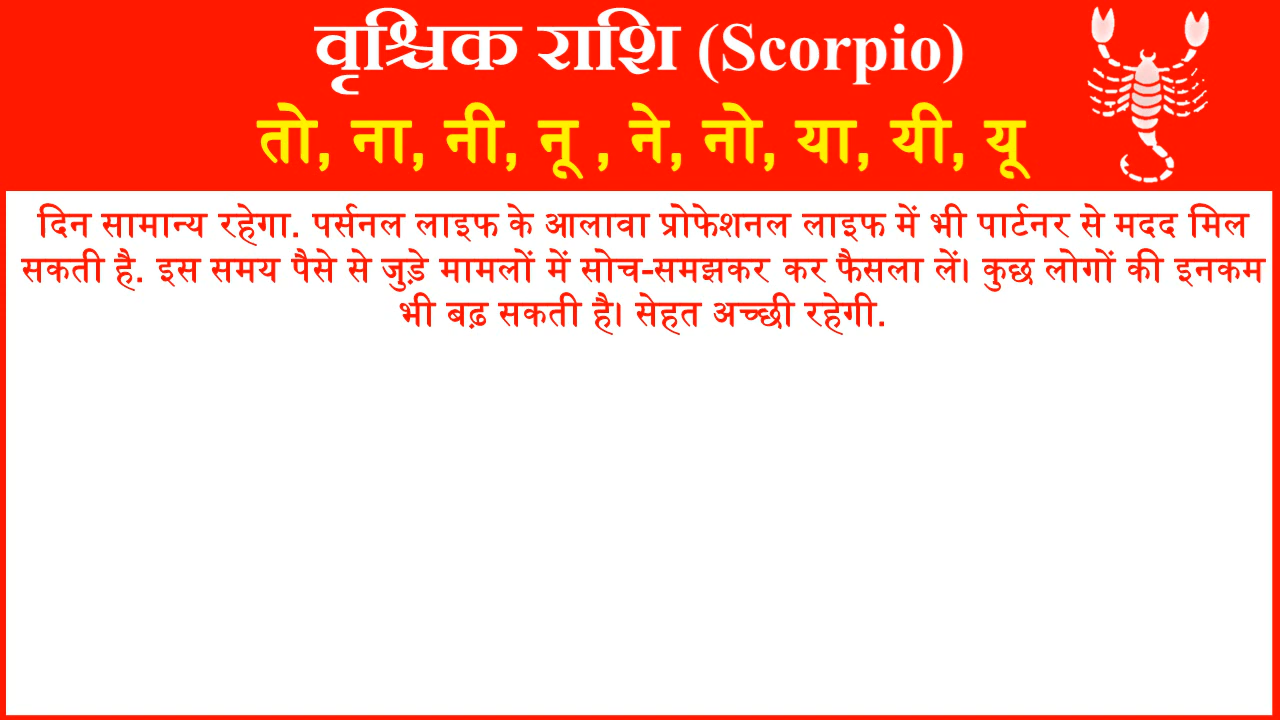 वृश्चिक राशि (Scorpio)
तो, ना, नी, नू , ने, नो, या, यी, यू
दिन सामान्य रहेगा. पर्सनल लाइफ के आलावा प्रोफेशनल लाइफ में भी पार्टनर से मदद मिल
सकती है. इस समय पैसे से जुड़े मामलों में सोच-समझकर कर फैसला लें। कुछ लोगों की इनकम
भी बढ़ सकती है। सेहत अच्छी रहेगी.